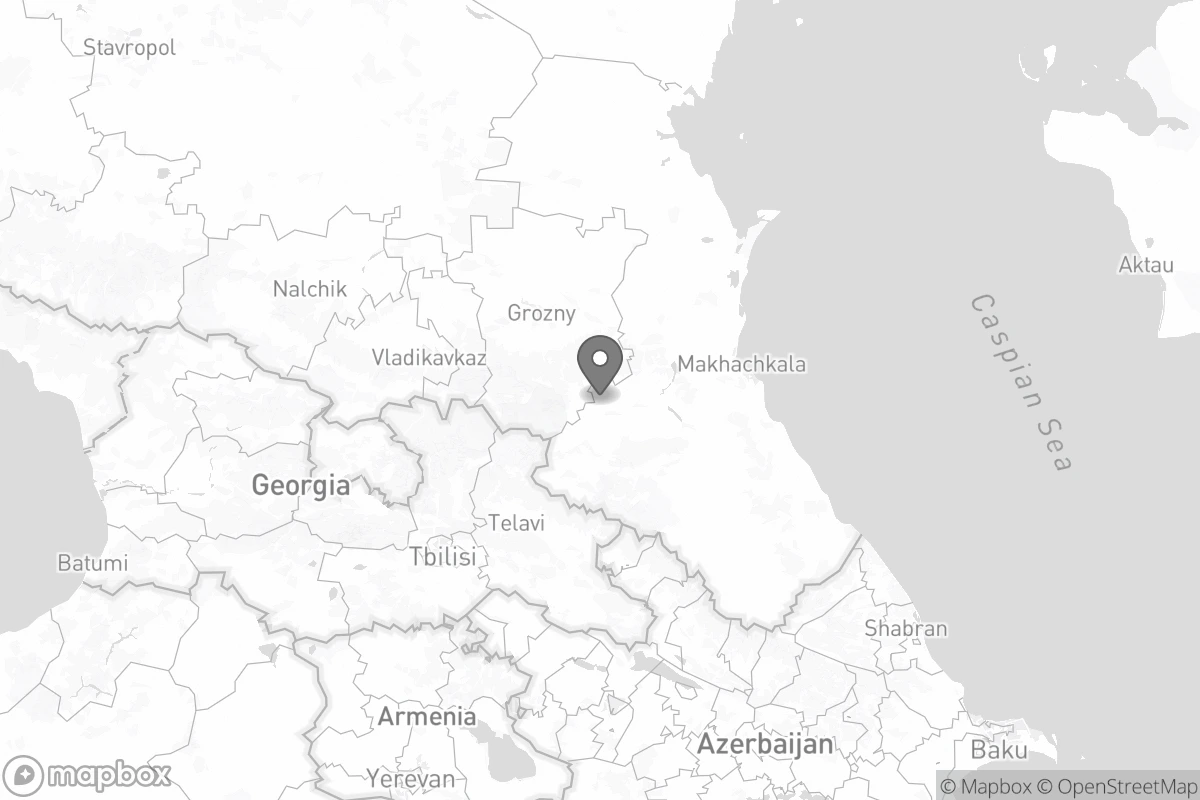 Stavropol
Aktau
Nalchik
Grozny
Vladikavkaz
Makhachkala
Caspian Sea
Georgia
Telavi
Tbilisi
Batumi
Shabran
Armenia
Azerbaijan
Baku
Yerevan
mapbox
© Mapbox © OpenStreetMap